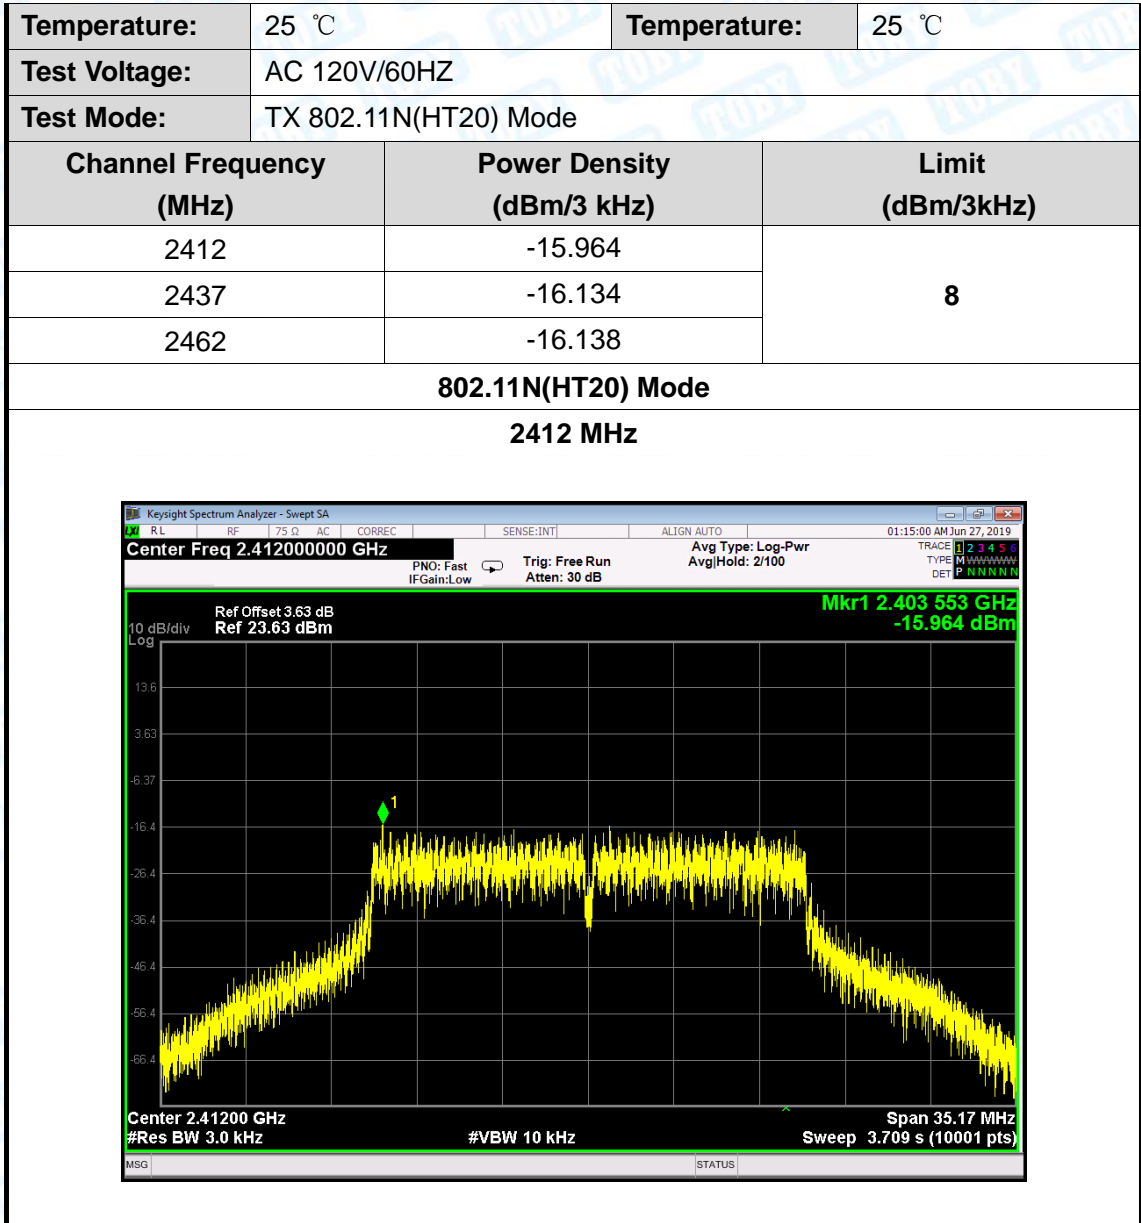 Temperature: 25 ℃ Temperature: 25 ℃
Test Voltage: AC 120V/60HZ
Test Mode: TX 802.11N(HT20) Mode
Channel Frequency Power Density Limit
(MHz) (dBm/3 kHz) (dBm/3kHz)
2412 -15.964
2437 -16.134 8
2462 -16.138
802.11N(HT20) Mode
2412 MHz
Keysight Spectrum Analyzer - Swept SA
LXI RL RF 75 Ω AC CORREC SENSE:INT ALIGN AUTO 01:15:00 AM Jun 27, 2019
Center Freq 2.412000000 GHz Avg Type: Log-Pwr TRACE 1 2 3 4 5 6
PNO: Fast Trig: Free Run Avg|Hold: 2/100 TYPE M WWWWW
IFGain:Low Atten: 30 dB DET P N N N N N
Ref Offset 3.63 dB Mkr1 2.403 553 GHz
10 dB/div Ref 23.63 dBm -15.964 dBm
Log
13.6
3.63
-6.37
1
-16.4
-26.4
-36.4
-46.4
-56.4
-66.4
Center 2.41200 GHz Span 35.17 MHz
#Res BW 3.0 kHz #VBW 10 kHz Sweep 3.709 s (10001 pts)
MSG STATUS
TOBY